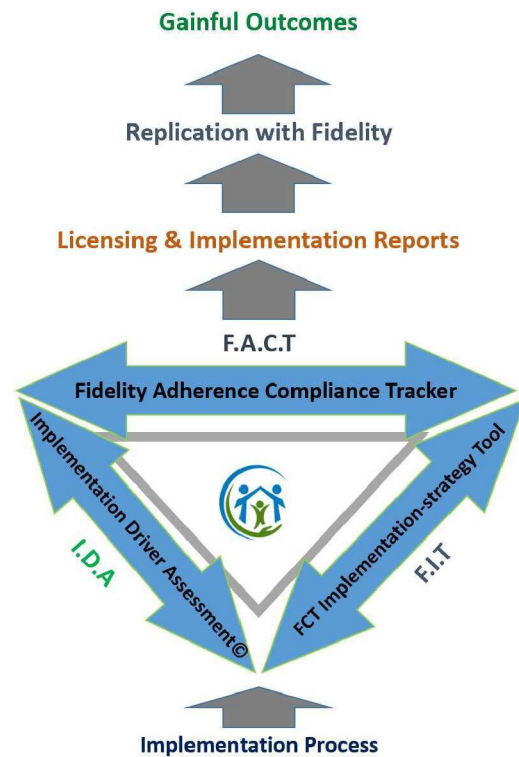 Gainful Outcomes
Replication with Fidelity
Licensing & Implementation Reports
F.A.C.T
Fidelity Adherence Compliance Tracker
Implementation Driver Assessment©
I.D.A
FCT Implementation-strategy Tool
F.I.T
Implementation Process